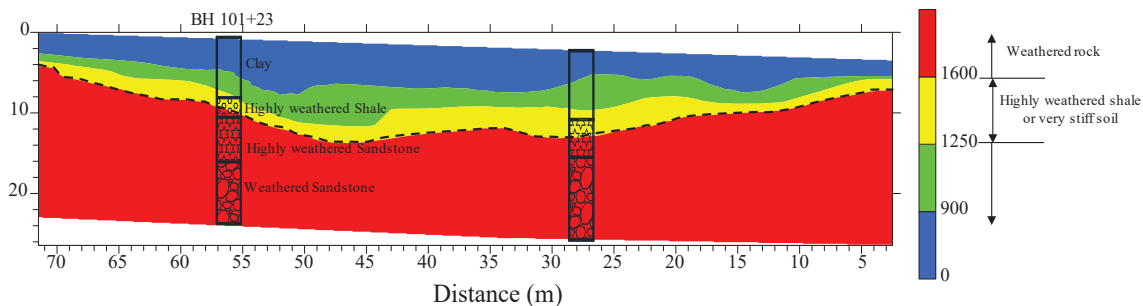 BH 101+23
0
10
20
Clay
Highly weathered Shale
Highly weathered Sandstone
Weathered Sandstone
70 65 60 55 50 45 40 35 30 25 20 15 10 5
Distance (m)
1600
1250
900
0
Weathered rock
Highly weathered shale
or very stiff soil